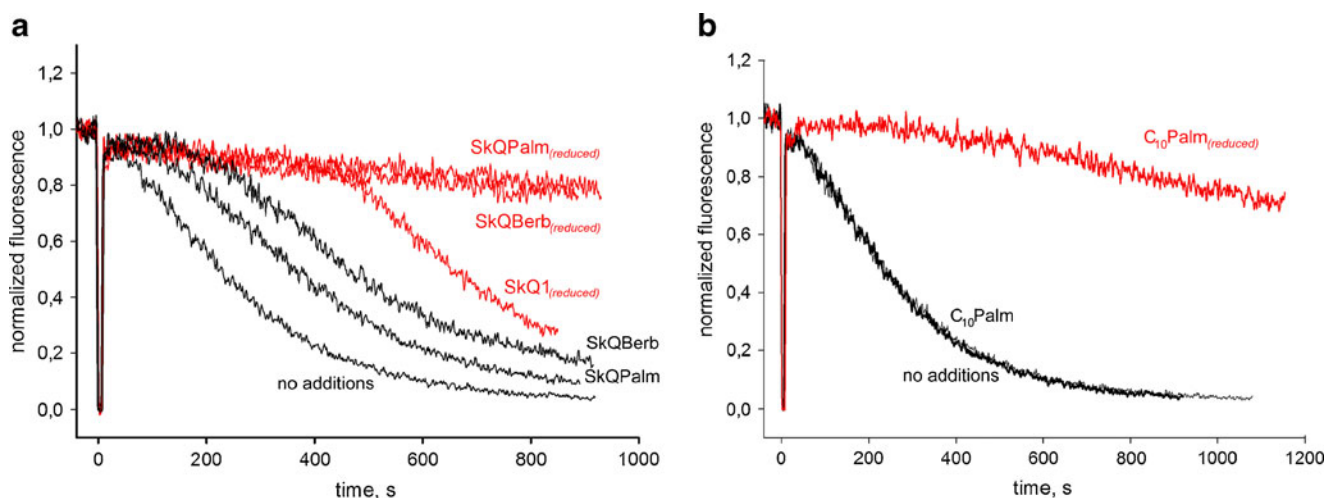 a
normalized fluorescence
1,2
1,0
0,8
0,6
0,4
0,2
0,0
SkQPalm(reduced)
SkQBerb(reduced)
SkQ1(reduced)
SkQBerb
SkQPalm
no additions
0 200 400 600 800 1000
time, s
b
normalized fluorescence
1,2
1,0
0,8
0,6
0,4
0,2
0,0
C10Palm(reduced)
C10Palm
no additions
0 200 400 600 800 1000 1200
time, s